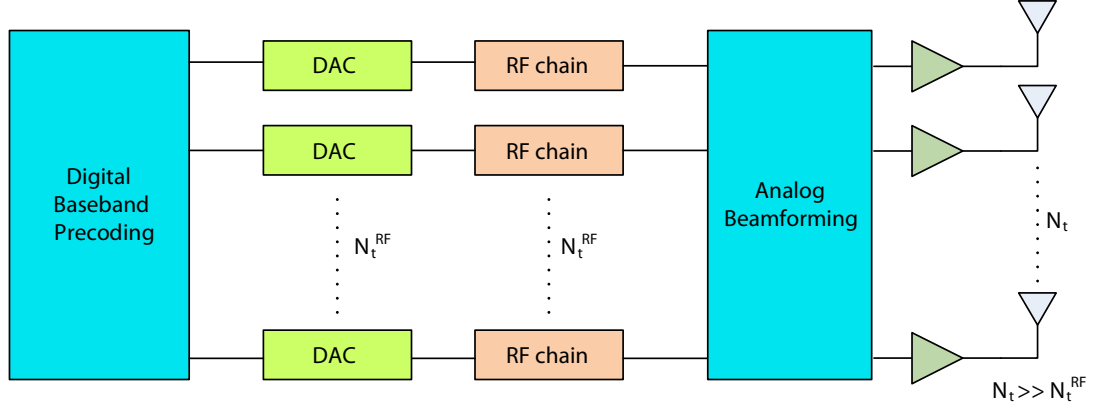 DAC
RF chain
DAC
RF chain
Digital
Baseband
Precoding
Analog
Beamforming
N_t^RF
N_t^RF
N_t
DAC
RF chain
N_t >> N_t^RF